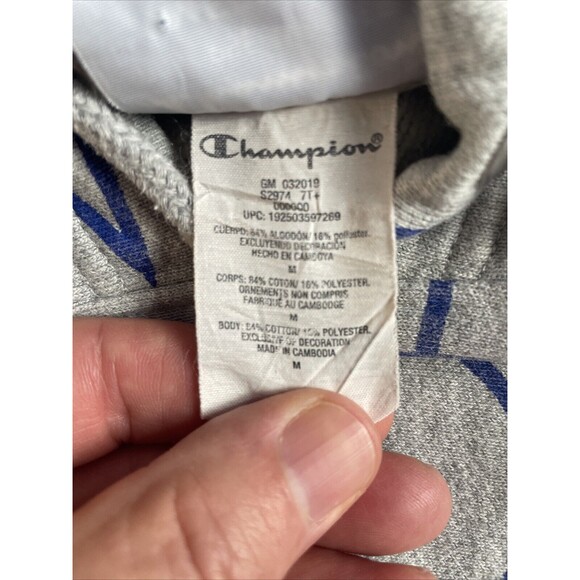 Champion®
GM 032019
S2974 7T+
000000
UPC: 192503597269
CUERPO: 84% ALGODÓN/ 16% poliester.
EXCLUYENDO DECORACIÓN
HECHO EN CAMBOYA
M
CORPS: 84% COTON/ 16% POLYESTER.
ORNEMENTS NON COMPRIS
FABRIQUÉ AU CAMBODGE
M
BODY: 84% COTTON/ 16% POLYESTER.
EXCLUSIVE OF DECORATION
MADE IN CAMBODIA
M